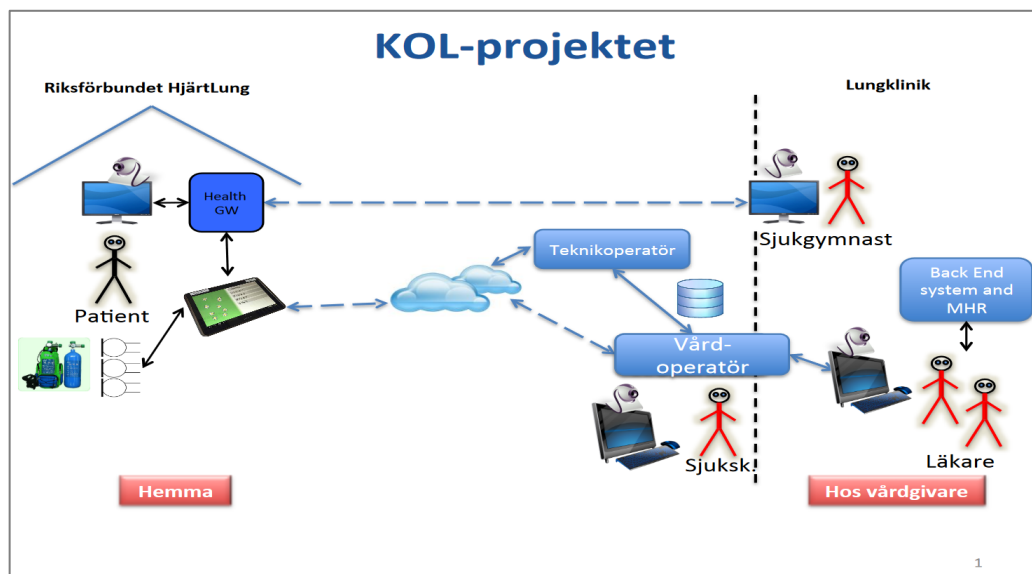 KOL-projektet
Riksförbundet HjärtLung
Lungklinik
Health
GW
Sjukgymnast
Teknikoperatör
Back End
system and
MHR
Patient
Vård-
operatör
Sjuksk.
Läkare
Hemma
Hos vårdgivare
1